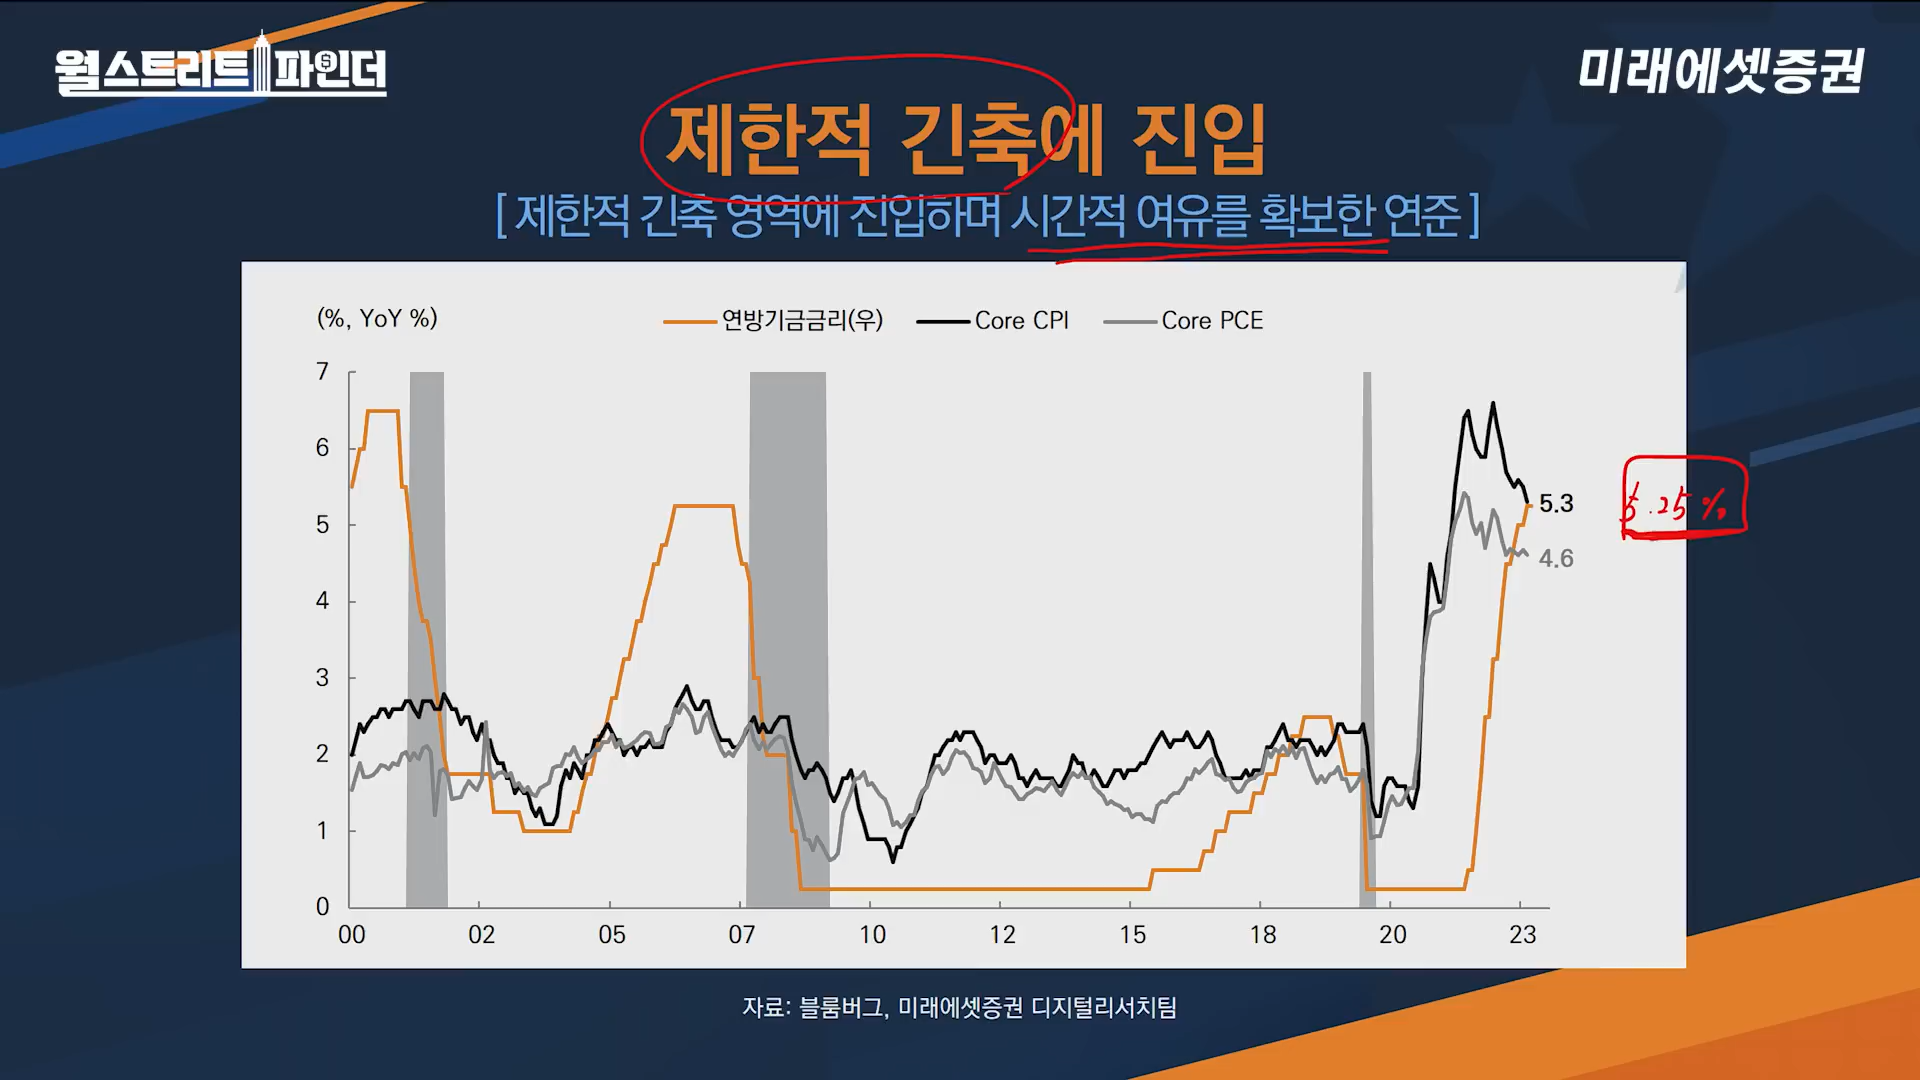 월스트리트 파인더
미래에셋증권
제한적 긴축에 진입
[ 제한적 긴축 영역에 진입하며 시간적 여유를 확보한 연준 ]
(%, YoY %)
연방기금금리(우) Core CPI Core PCE
7
6
5
4
3
2
1
0
5.3
5.25%
4.6
00 02 05 07 10 12 15 18 20 23
자료: 블룸버그, 미래에셋증권 디지털리서치팀